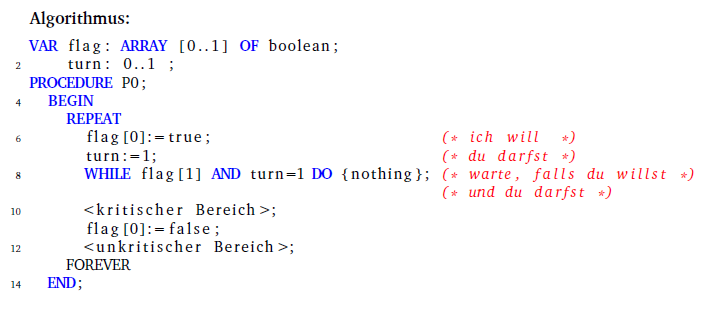 Algorithmus:
VAR flag: ARRAY [0..1] OF boolean;
2 turn: 0..1 ;
PROCEDURE P0;
4 BEGIN
REPEAT
6 flag[0]:=true; (* ich will *)
turn:=1; (* du darfst *)
8 WHILE flag[1] AND turn=1 DO {nothing}; (* warte, falls du willst *)
(* und du darfst *)
10 <kritischer Bereich>;
flag[0]:=false;
12 <unkritischer Bereich>;
FOREVER
14 END;